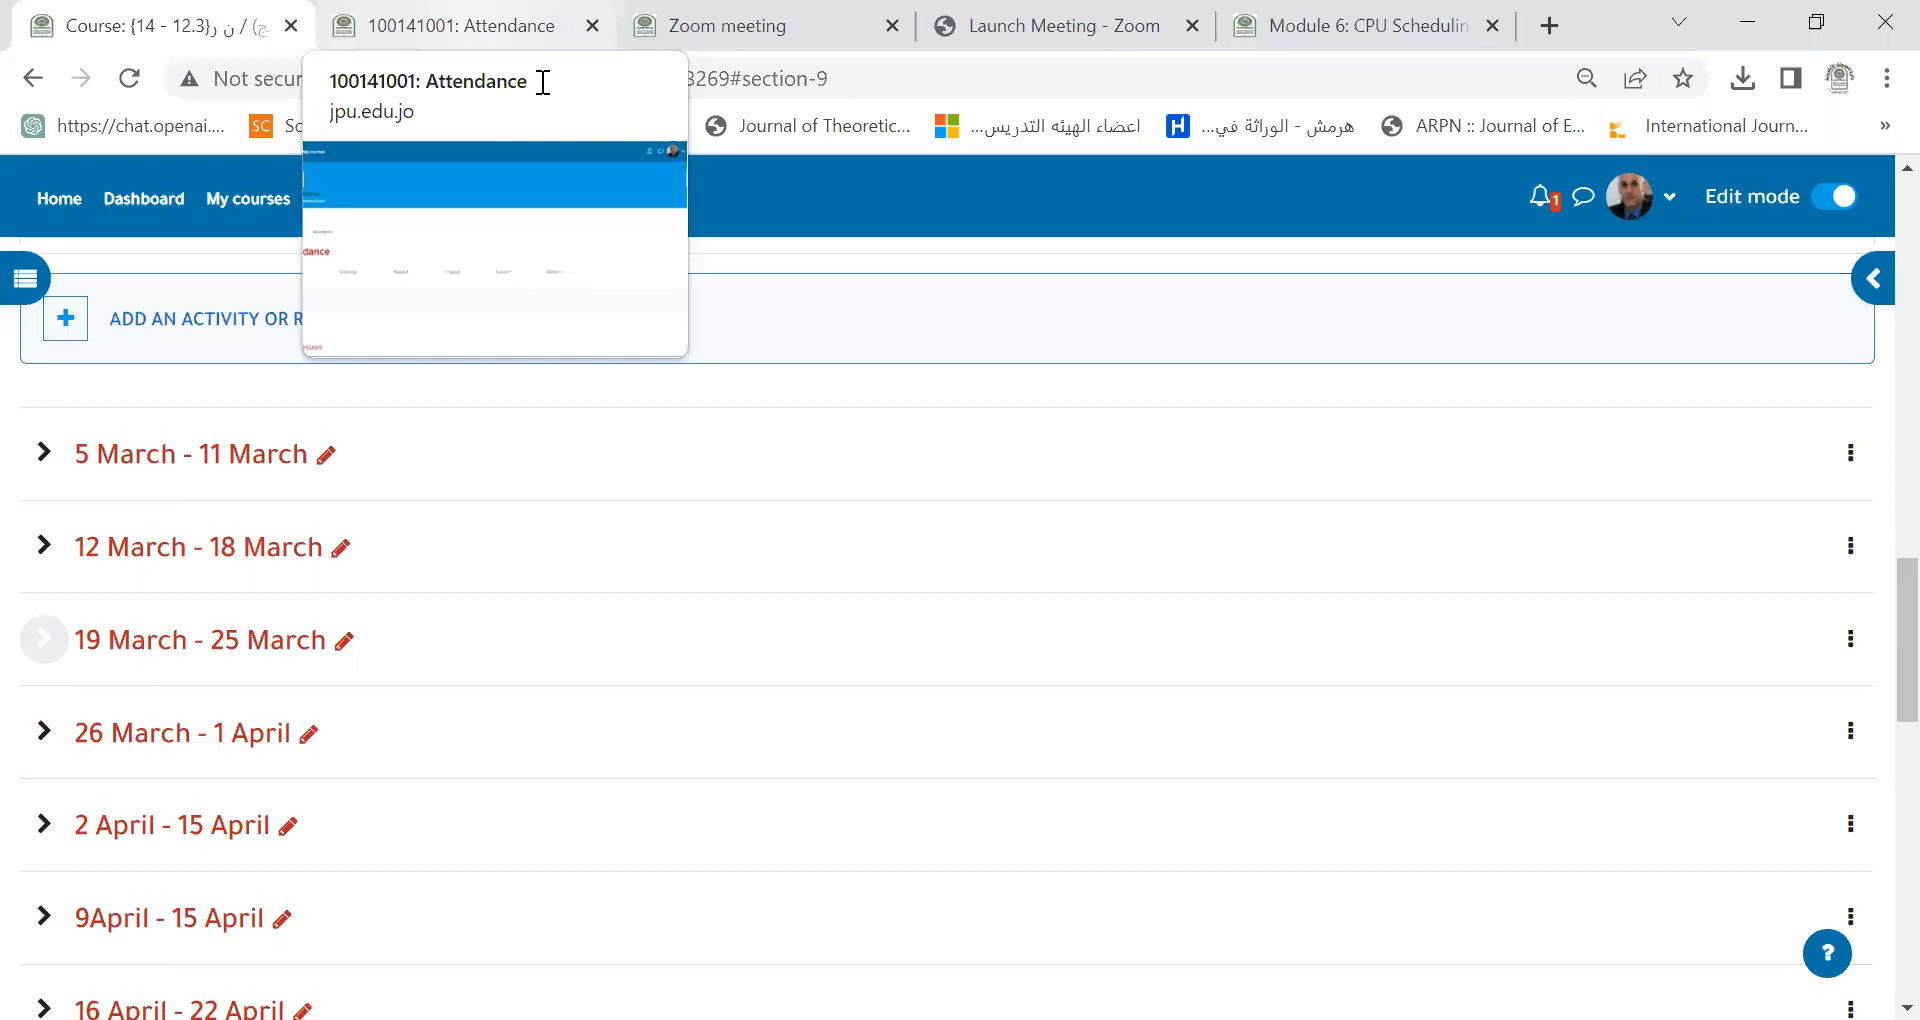 Course: {14 - 12.3}ن ر / (ج
100141001: Attendance
Zoom meeting
Launch Meeting - Zoom
Module 6: CPU Schedulin
Not secur
3269#section-9
100141001: Attendance
jpu.edu.jo
https://chat.openai....
SC
Sc
Journal of Theoretic...
اعضاء الهيئه التدريس...
H
هرمش - الوراثة في...
ARPN :: Journal of E...
International Journ...
»
Home
Dashboard
My courses
1
Edit mode
dance
ADD AN ACTIVITY OR R
5 March - 11 March
12 March - 18 March
19 March - 25 March
26 March - 1 April
2 April - 15 April
9April - 15 April
?
16 April - 22 April